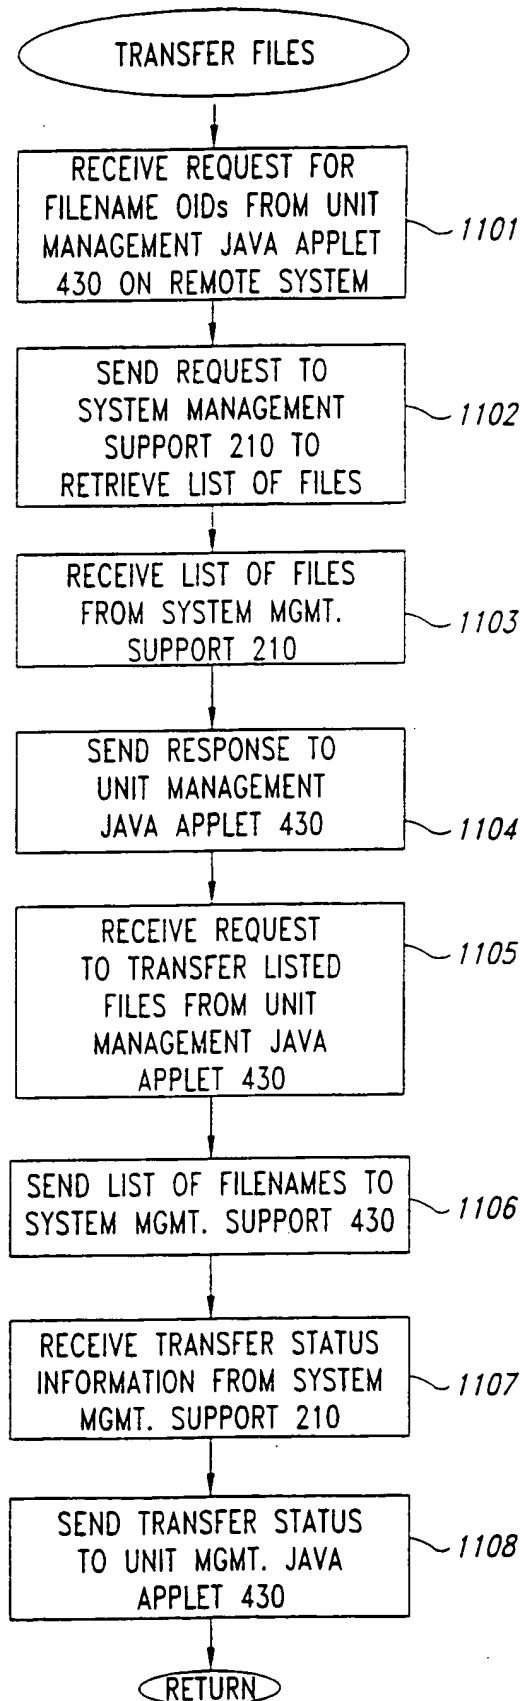 TRANSFER FILES
RECEIVE REQUEST FOR
FILENAME OIDs FROM UNIT
MANAGEMENT JAVA APPLET
430 ON REMOTE SYSTEM
1101
SEND REQUEST TO
SYSTEM MANAGEMENT
SUPPORT 210 TO
RETRIEVE LIST OF FILES
1102
RECEIVE LIST OF FILES
FROM SYSTEM MGMT.
SUPPORT 210
1103
SEND RESPONSE TO
UNIT MANAGEMENT
JAVA APPLET 430
1104
RECEIVE REQUEST
TO TRANSFER LISTED
FILES FROM UNIT
MANAGEMENT JAVA
APPLET 430
1105
SEND LIST OF FILENAMES TO
SYSTEM MGMT. SUPPORT 430
1106
RECEIVE TRANSFER STATUS
INFORMATION FROM SYSTEM
MGMT. SUPPORT 210
1107
SEND TRANSFER STATUS
TO UNIT MGMT. JAVA
APPLET 430
1108
RETURN